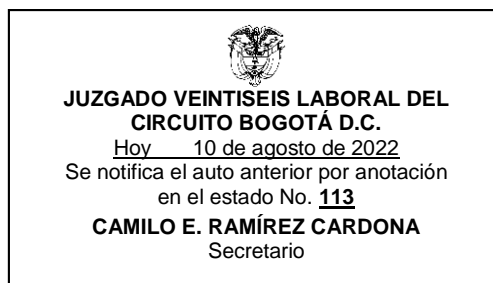 JUZGADO VEINTISEIS LABORAL DEL
CIRCUITO BOGOTÁ D.C.
Hoy 10 de agosto de 2022
Se notifica el auto anterior por anotación
en el estado No. 113
CAMILO E. RAMÍREZ CARDONA
Secretario